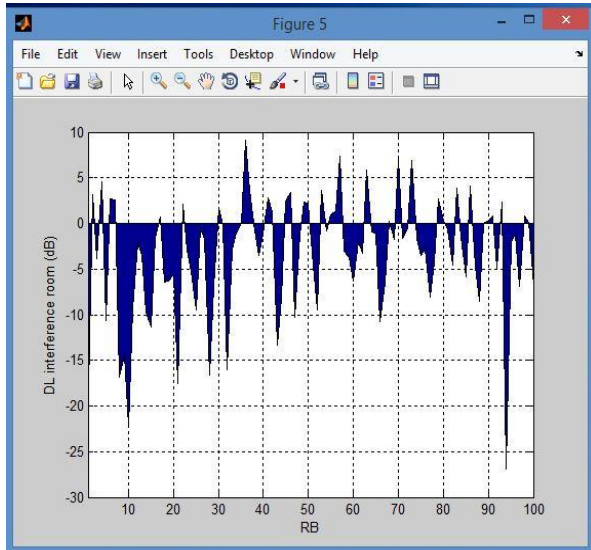 Figure 5
File Edit View Insert Tools Desktop Window Help
10
5
0
-5
-10
-15
-20
-25
-30
DL interference room (dB)
10 20 30 40 50 60 70 80 90 100
RB